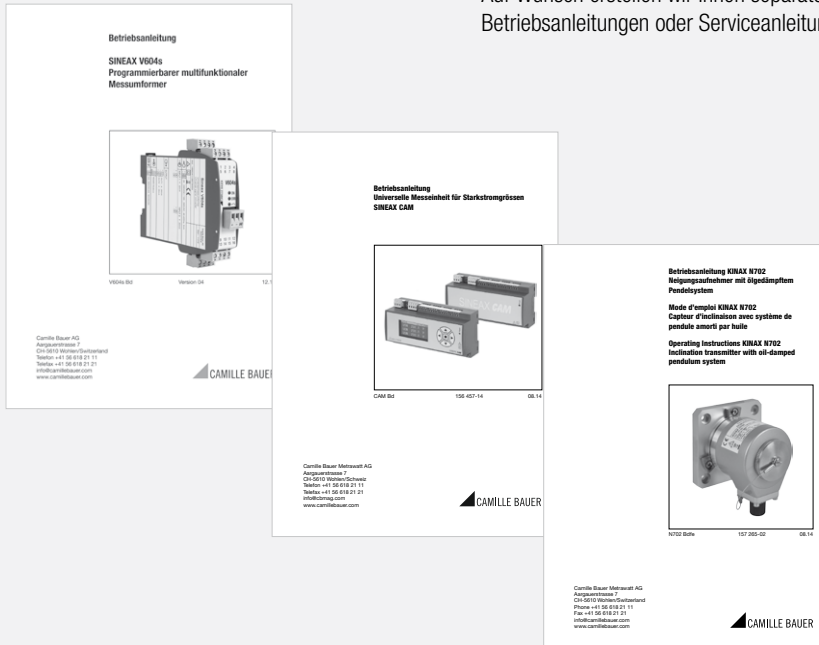 Betriebsanleitungen oder Serviceanleitu
Betriebsanleitung
SINEAX V604s
Programmierbarer multifunktionaler
Messumformer
V604s Bd Version 04 12.1
Camille Bauer AG
Aargauerstrasse 7
CH-5610 Wohlen/Switzerland
Telefon +41 56 618 21 11
Telefax +41 56 618 21 21
info@camillebauer.com
www.camillebauer.com
CAMILLE BAUE
Betriebsanleitung
Universelle Messeinheit für Starkstromgrössen
SINEAX CAM
SINEAX CAM
CAM Bd 156 457-14 08.14
Camille Bauer Metrawatt AG
Aargauerstrasse 7
CH-5610 Wohlen/Schweiz
Telefon +41 56 618 21 11
Telefax +41 56 618 21 21
info@cbmag.com
www.camillebauer.com
CAMILLE BAUER
Betriebsanleitung KINAX N702
Neigungsaufnehmer mit ölgedämpftem
Pendelsystem
Mode d'emploi KINAX N702
Capteur d'inclinaison avec système de
pendule amorti par huile
Operating Instructions KINAX N702
Inclination transmitter with oil-damped
pendulum system
N702 Bdfe 157 265-02 08.14
Camille Bauer Metrawatt AG
Aargauerstrasse 7
CH-5610 Wohlen/Switzerland
Phone +41 56 618 21 11
Fax +41 56 618 21 21
info@camillebauer.com
www.camillebauer.com
CAMILLE BAUER